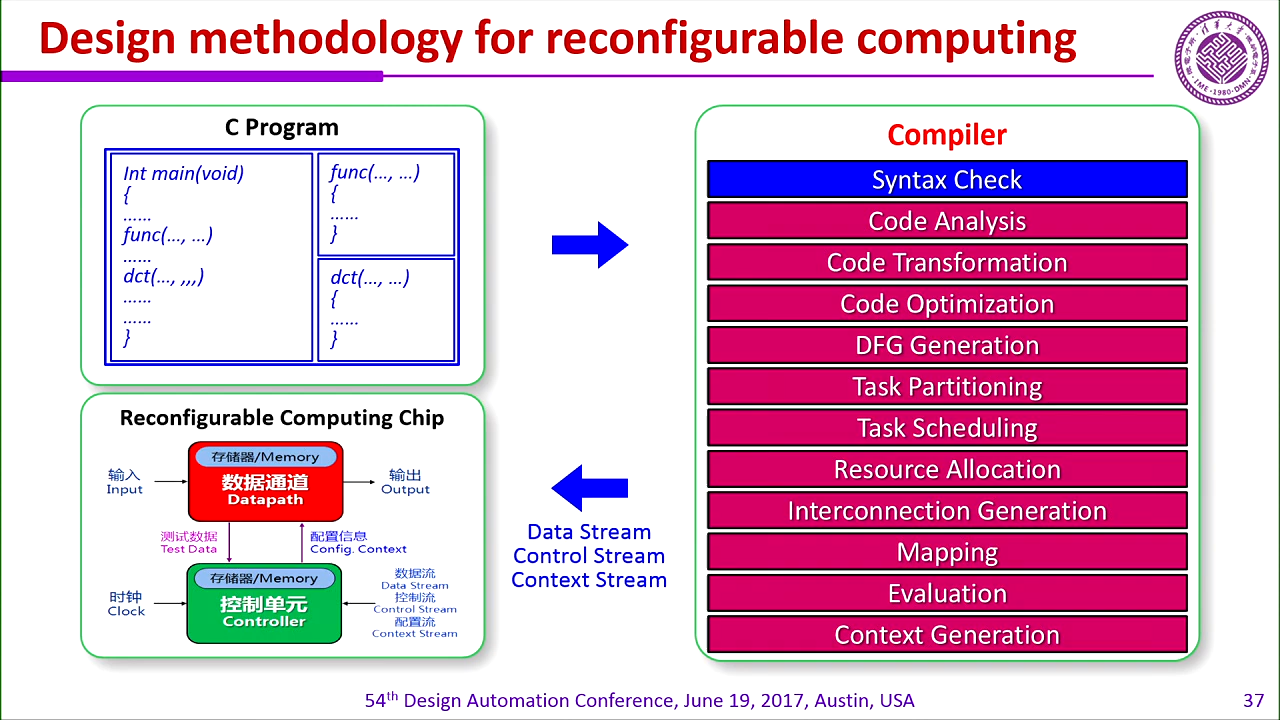 Design methodology for reconfigurable computing
C Program
Int main(void)
{
……
func(…, …)
……
dct(…, ,,,)
……
……
}
func(…, …)
{
……
}
dct(…, …)
{
……
}
Reconfigurable Computing Chip
存储器/Memory
数据通道
Datapath
输入
Input
输出
Output
测试数据
Test Data
配置信息
Config. Context
存储器/Memory
控制单元
Controller
时钟
Clock
数据流
Data Stream
控制流
Control Stream
配置流
Context Stream
Data Stream
Control Stream
Context Stream
Compiler
Syntax Check
Code Analysis
Code Transformation
Code Optimization
DFG Generation
Task Partitioning
Task Scheduling
Resource Allocation
Interconnection Generation
Mapping
Evaluation
Context Generation
·IME·1980·DMN·
54th Design Automation Conference, June 19, 2017, Austin, USA
37